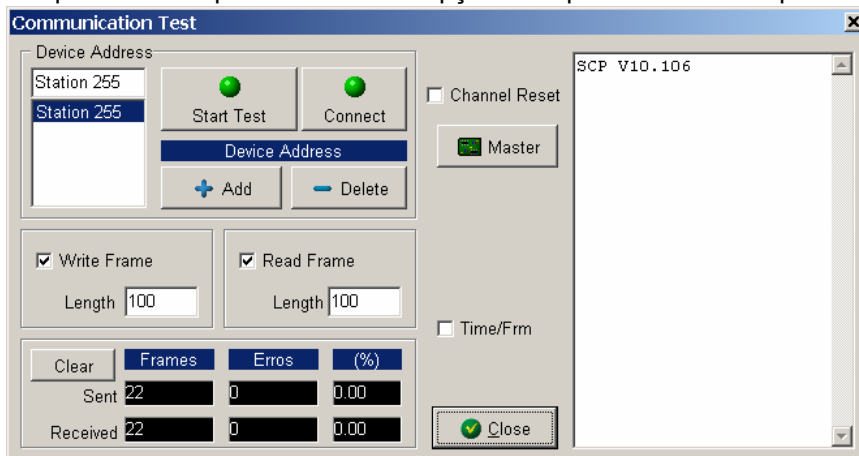 Communication Test
Device Address
Station 255
Station 255
Start Test
Connect
Device Address
Add
Delete
Channel Reset
Master
SCP V10.106
Write Frame
Length 100
Read Frame
Length 100
Time/Frm
Clear Frames Erros (%)
Sent 22 0 0.00
Received 22 0 0.00
Close